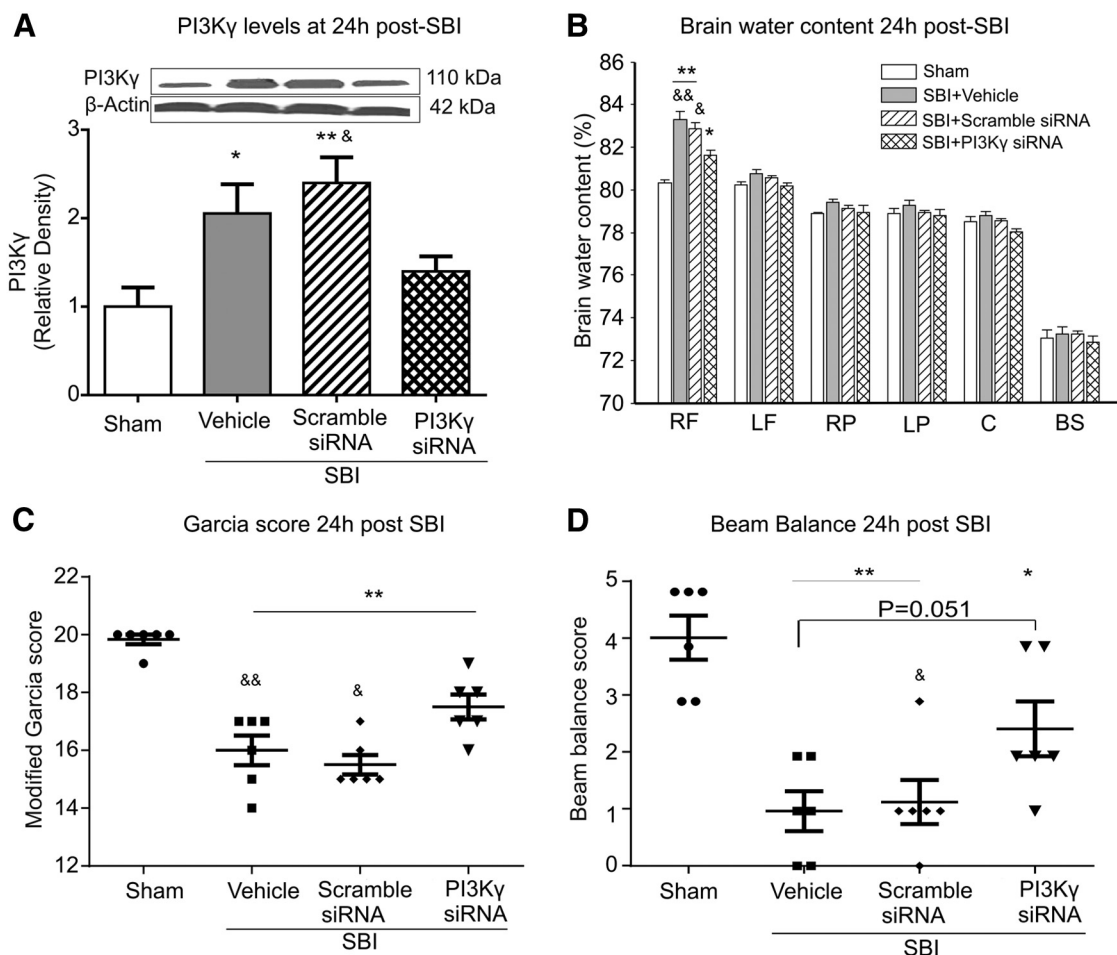 A
PI3Kγ levels at 24h post-SBI
PI3Kγ
110 kDa
β-Actin
42 kDa
PI3Kγ
(Relative Density)
3
2
1
0
*
** &
Sham
Vehicle
Scramble
siRNA
PI3Kγ
siRNA
SBI
B
Brain water content 24h post-SBI
Brain water content (%)
86
84
82
80
78
76
74
72
70
**
&&
&
*
Sham
SBI+Vehicle
SBI+Scramble siRNA
SBI+PI3Kγ siRNA
RF
LF
RP
LP
C
BS
C
Garcia score 24h post SBI
Modified Garcia score
22
20
18
16
14
12
**
&&
&
Sham
Vehicle
Scramble
siRNA
PI3Kγ
siRNA
SBI
D
Beam Balance 24h post SBI
Beam balance score
5
4
3
2
1
0
**
*
P=0.051
&
Sham
Vehicle
Scramble
siRNA
PI3Kγ
siRNA
SBI